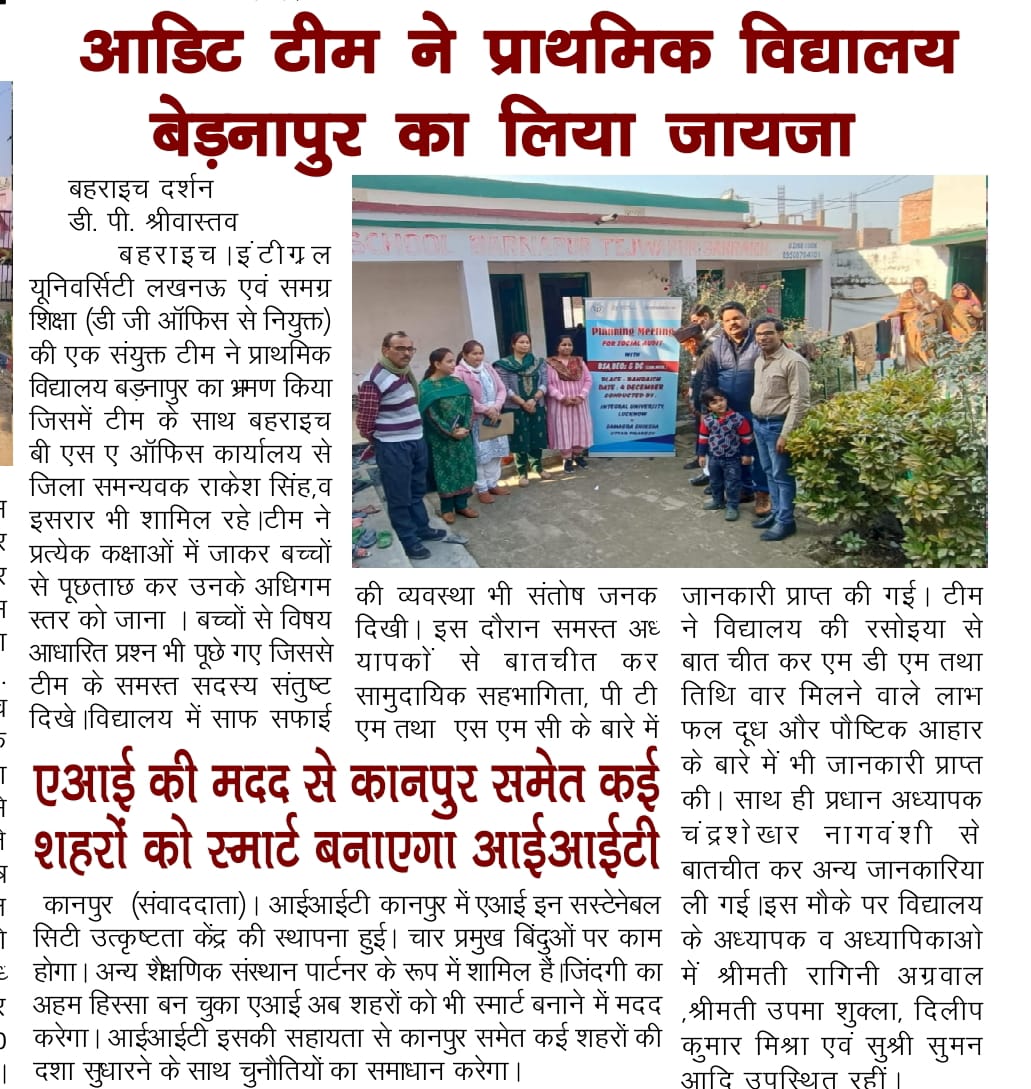 आडिट टीम ने प्राथमिक विद्यालय
बेड़नापुर का लिया जायजा
बहराइच दर्शन
डी. पी. श्रीवास्तव
बहराइच।इंटीग्रल
यूनिवर्सिटी लखनऊ एवं समग्र
शिक्षा (डी जी ऑफिस से नियुक्त)
की एक संयुक्त टीम ने प्राथमिक
विद्यालय बड़नापुर का भ्रमण किया
जिसमें टीम के साथ बहराइच
बी एस ए ऑफिस कार्यालय से
जिला समन्यवक राकेश सिंह,व
इसरार भी शामिल रहे।टीम ने
प्रत्येक कक्षाओं में जाकर बच्चों
से पूछताछ कर उनके अधिगम
स्तर को जाना । बच्चों से विषय
आधारित प्रश्न भी पूछे गए जिससे
टीम के समस्त सदस्य संतुष्ट
दिखे।विद्यालय में साफ सफाई
SCHOOL
Planning Meeting
FOR SOCIAL AUDIT
WITH
BSA, BEOs & DC
PLACE - BAHRAICH
DATE : 4 DECEMBER
CONDUCTED BY:
INTEGRAL UNIVERSITY,
LUCKNOW
SAMAGRA SHIKSHA
UTTAR PRADESH
की व्यवस्था भी संतोष जनक
दिखी। इस दौरान समस्त अध्
यापकों से बातचीत कर
सामुदायिक सहभागिता, पी टी
एम तथा एस एम सी के बारे में
जानकारी प्राप्त की गई। टीम
ने विद्यालय की रसोइया से
बात चीत कर एम डी एम तथा
तिथि वार मिलने वाले लाभ
फल दूध और पौष्टिक आहार
के बारे में भी जानकारी प्राप्त
की। साथ ही प्रधान अध्यापक
चंद्रशेखर नागवंशी से
बातचीत कर अन्य जानकारिया
ली गई।इस मौके पर विद्यालय
के अध्यापक व अध्यापिकाओ
में श्रीमती रागिनी अग्रवाल
,श्रीमती उपमा शुक्ला, दिलीप
कुमार मिश्रा एवं सुश्री सुमन
आदि उपस्थित रहीं।
एआई की मदद से कानपुर समेत कई
शहरों को स्मार्ट बनाएगा आईआईटी
कानपुर (संवाददाता)। आईआईटी कानपुर में एआई इन सस्टेनेबल
सिटी उत्कृष्टता केंद्र की स्थापना हुई। चार प्रमुख बिंदुओं पर काम
होगा। अन्य शैक्षणिक संस्थान पार्टनर के रूप में शामिल हैं।जिंदगी का
अहम हिस्सा बन चुका एआई अब शहरों को भी स्मार्ट बनाने में मदद
करेगा। आईआईटी इसकी सहायता से कानपुर समेत कई शहरों की
दशा सुधारने के साथ चुनौतियों का समाधान करेगा।